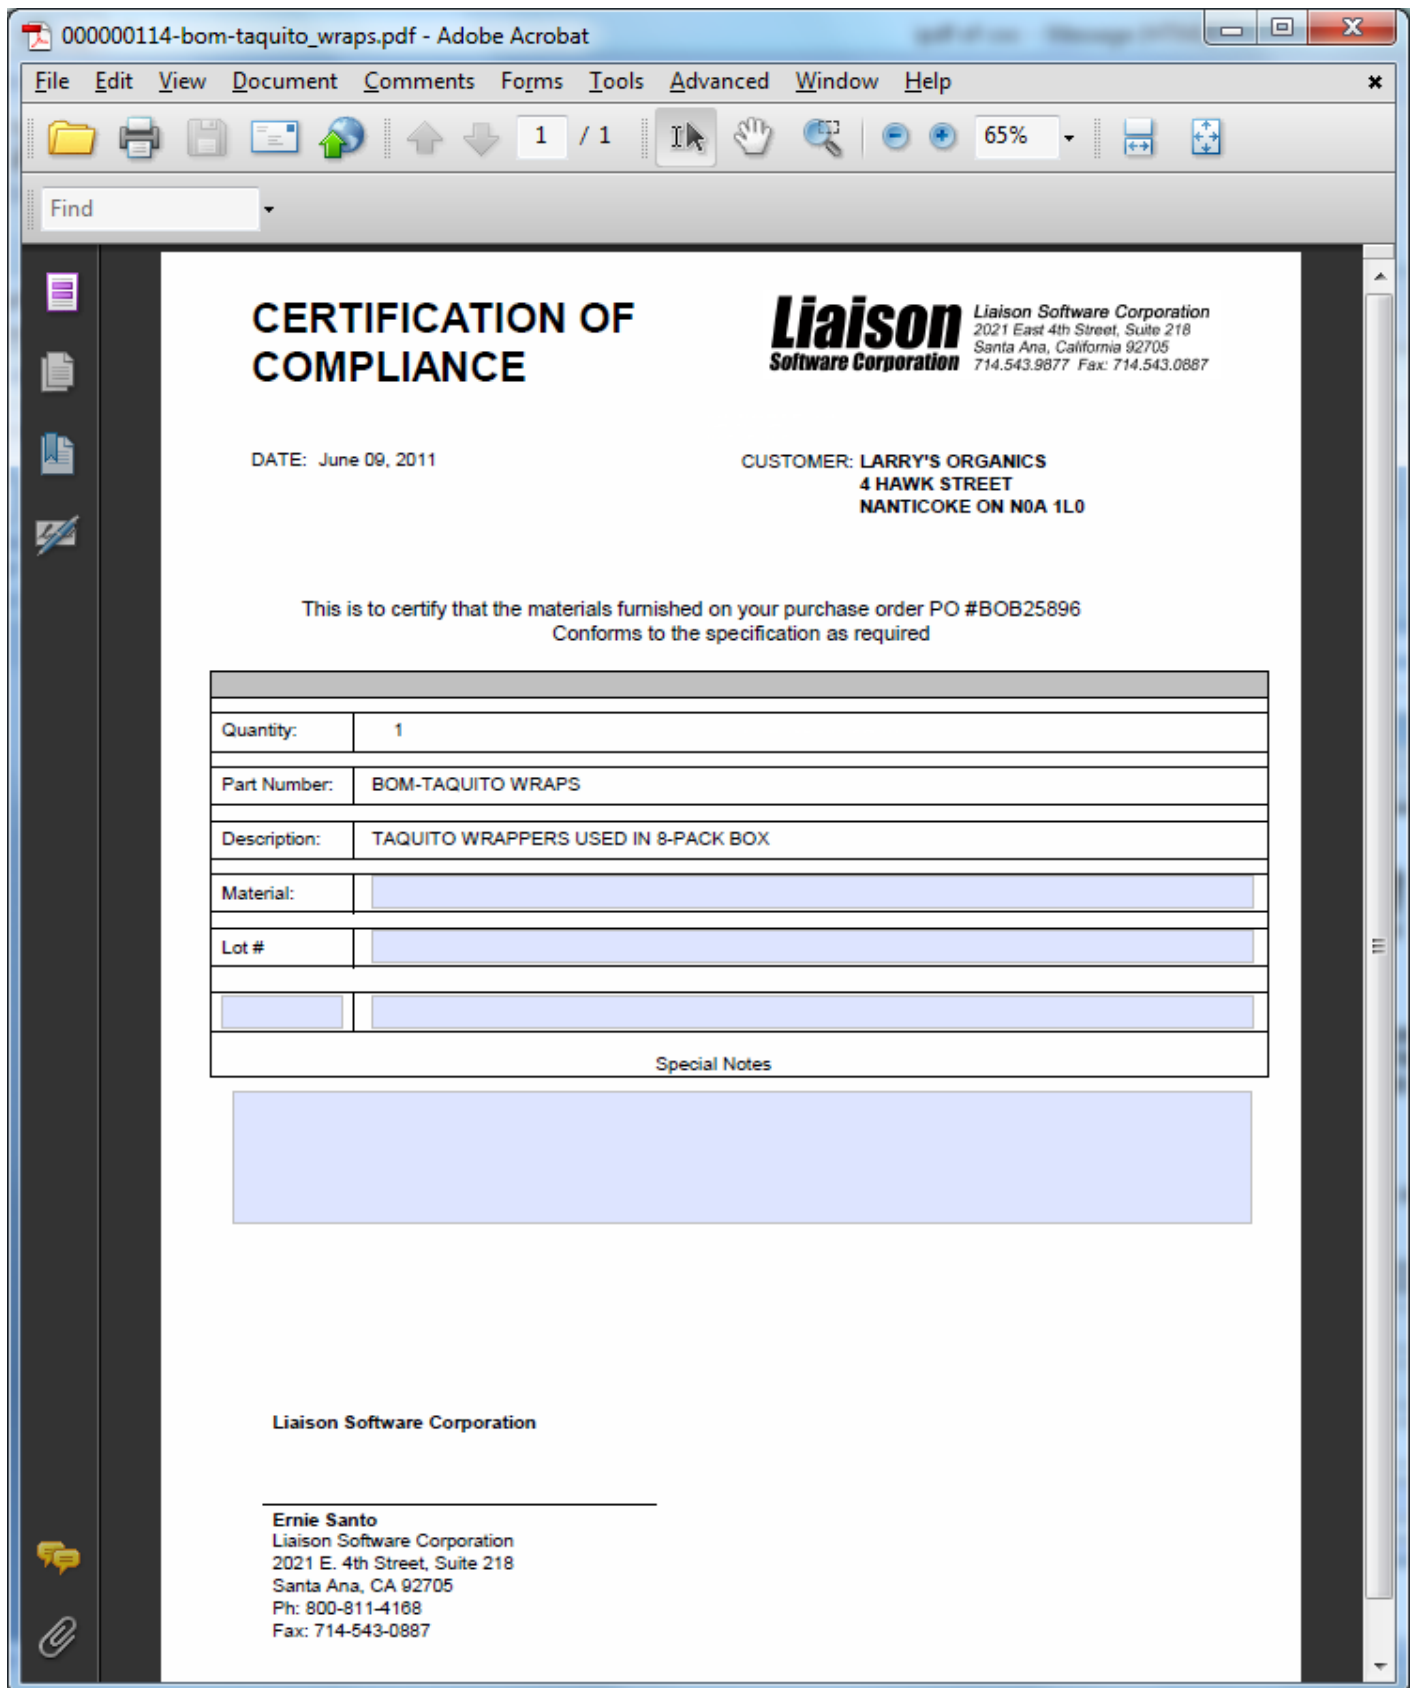 000000114-bom-taquito_wraps.pdf - Adobe Acrobat
File Edit View Document Comments Forms Tools Advanced Window Help
1 / 1 65%
Find
CERTIFICATION OF
COMPLIANCE
Liaison
Software Corporation
Liaison Software Corporation
2021 East 4th Street, Suite 218
Santa Ana, California 92705
714.543.9877 Fax: 714.543.0887
DATE: June 09, 2011
CUSTOMER: LARRY'S ORGANICS
4 HAWK STREET
NANTICOKE ON N0A 1L0
This is to certify that the materials furnished on your purchase order PO #BOB25896
Conforms to the specification as required
Quantity: 1
Part Number: BOM-TAQUITO WRAPS
Description: TAQUITO WRAPPERS USED IN 8-PACK BOX
Material:
Lot #
Special Notes
Liaison Software Corporation
Ernie Santo
Liaison Software Corporation
2021 E. 4th Street, Suite 218
Santa Ana, CA 92705
Ph: 800-811-4168
Fax: 714-543-0887